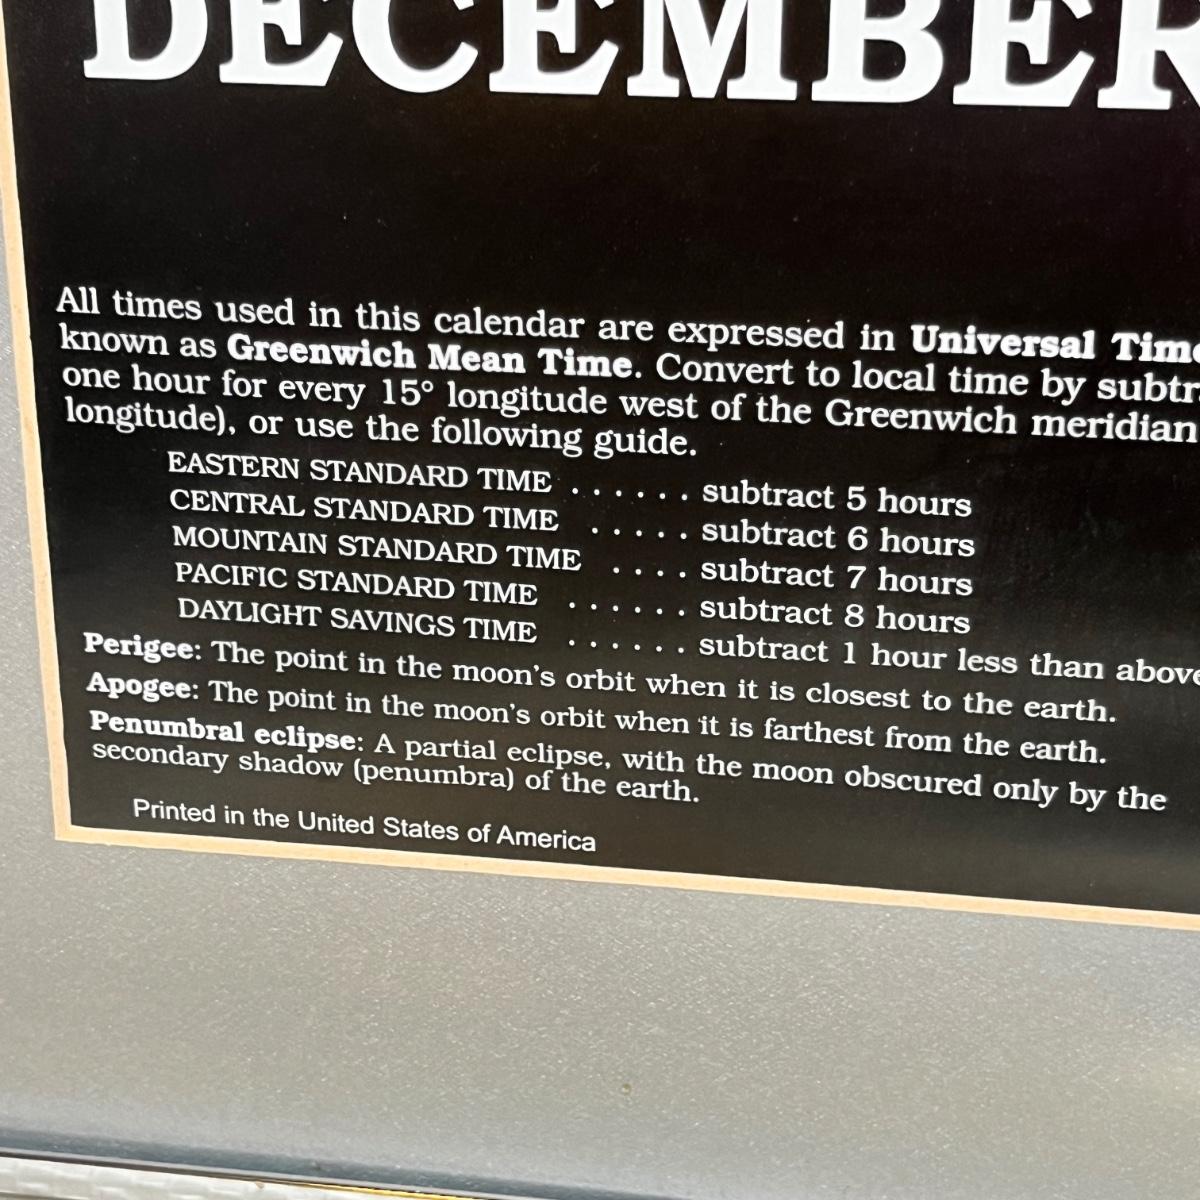 DECEMBER
All times used in this calendar are expressed in Universal Time
known as Greenwich Mean Time. Convert to local time by subtr
one hour for every 15° longitude west of the Greenwich meridian
longitude), or use the following guide.
EASTERN STANDARD TIME ...... subtract 5 hours
CENTRAL STANDARD TIME ..... subtract 6 hours
MOUNTAIN STANDARD TIME .... subtract 7 hours
PACIFIC STANDARD TIME ...... subtract 8 hours
DAYLIGHT SAVINGS TIME ...... subtract 1 hour less than above
Perigee: The point in the moon's orbit when it is closest to the earth.
Apogee: The point in the moon's orbit when it is farthest from the earth.
Penumbral eclipse: A partial eclipse, with the moon obscured only by the
secondary shadow (penumbra) of the earth.
Printed in the United States of America